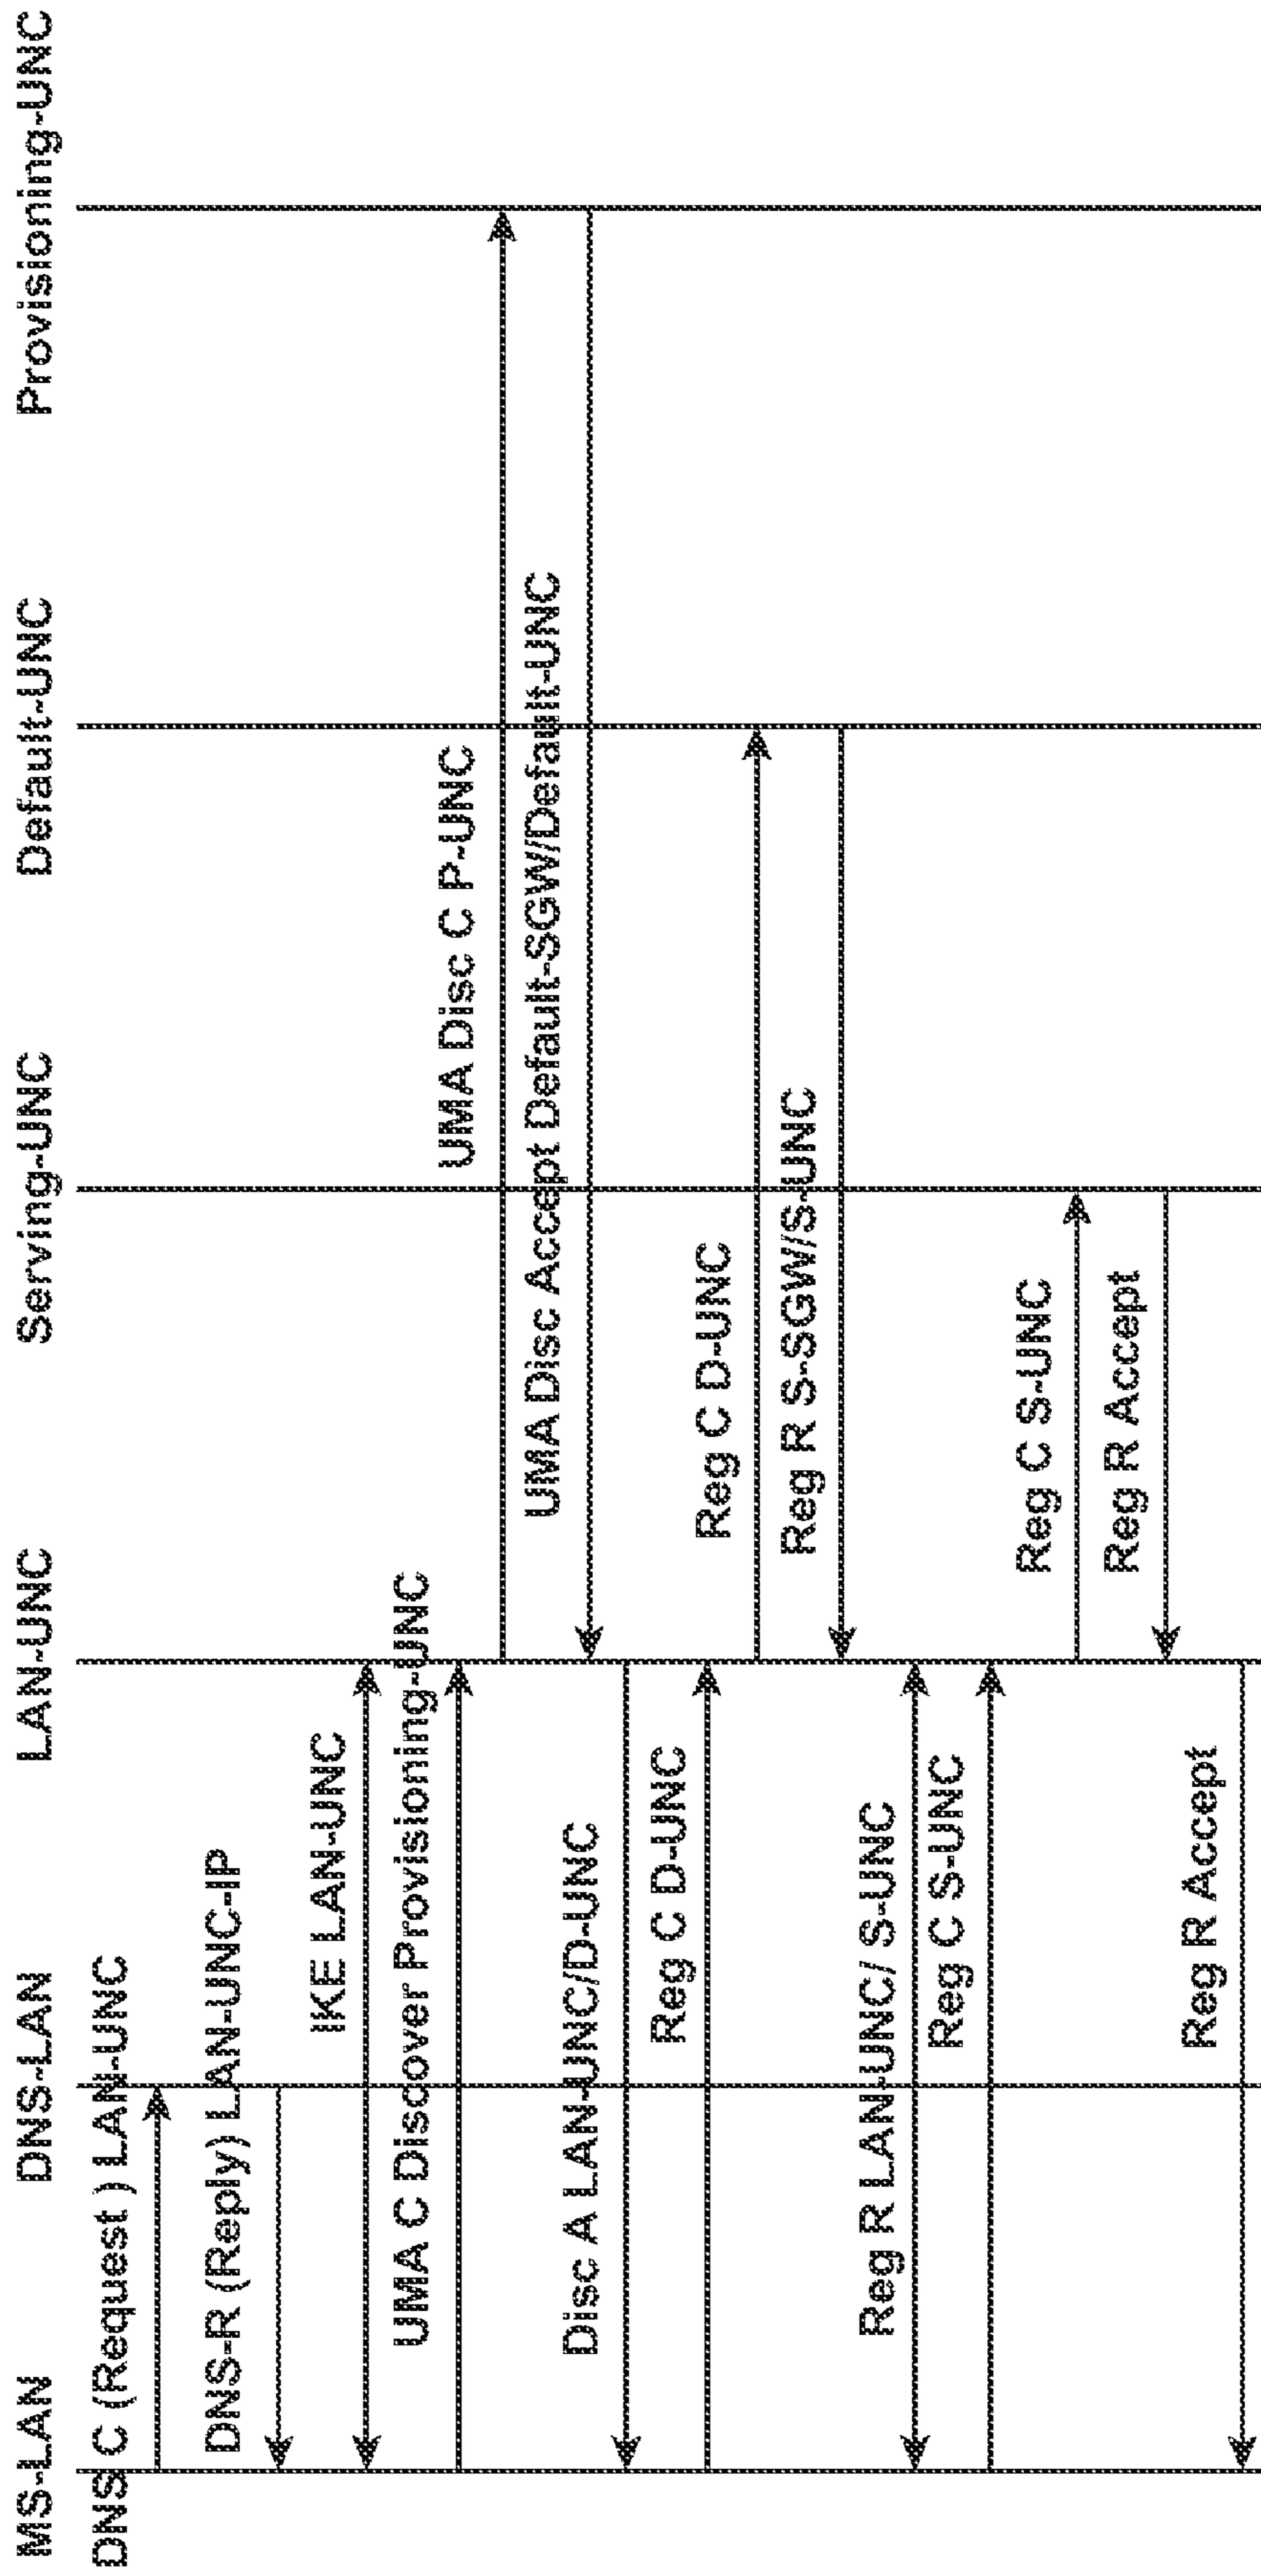 MS-LAN
DNS-LAN
LAN-UNC
Serving-UNC
Default-UNC
Provisioning-UNC
DNS C (Request ) LAN-UNC
DNS-R (Reply) LAN-UNC-IP
IKE LAN-UNC
UMA C Discover Provisioning-UNC
UMA Disc C P-UNC
UMA Disc Accept Default-SGW/Default-UNC
Disc A LAN-UNC/D-UNC
Reg C D-UNC
Reg C D-UNC
Reg R S-SGW/S-UNC
Reg R LAN-UNC/ S-UNC
Reg C S-UNC
Reg C S-UNC
Reg R Accept
Reg R Accept